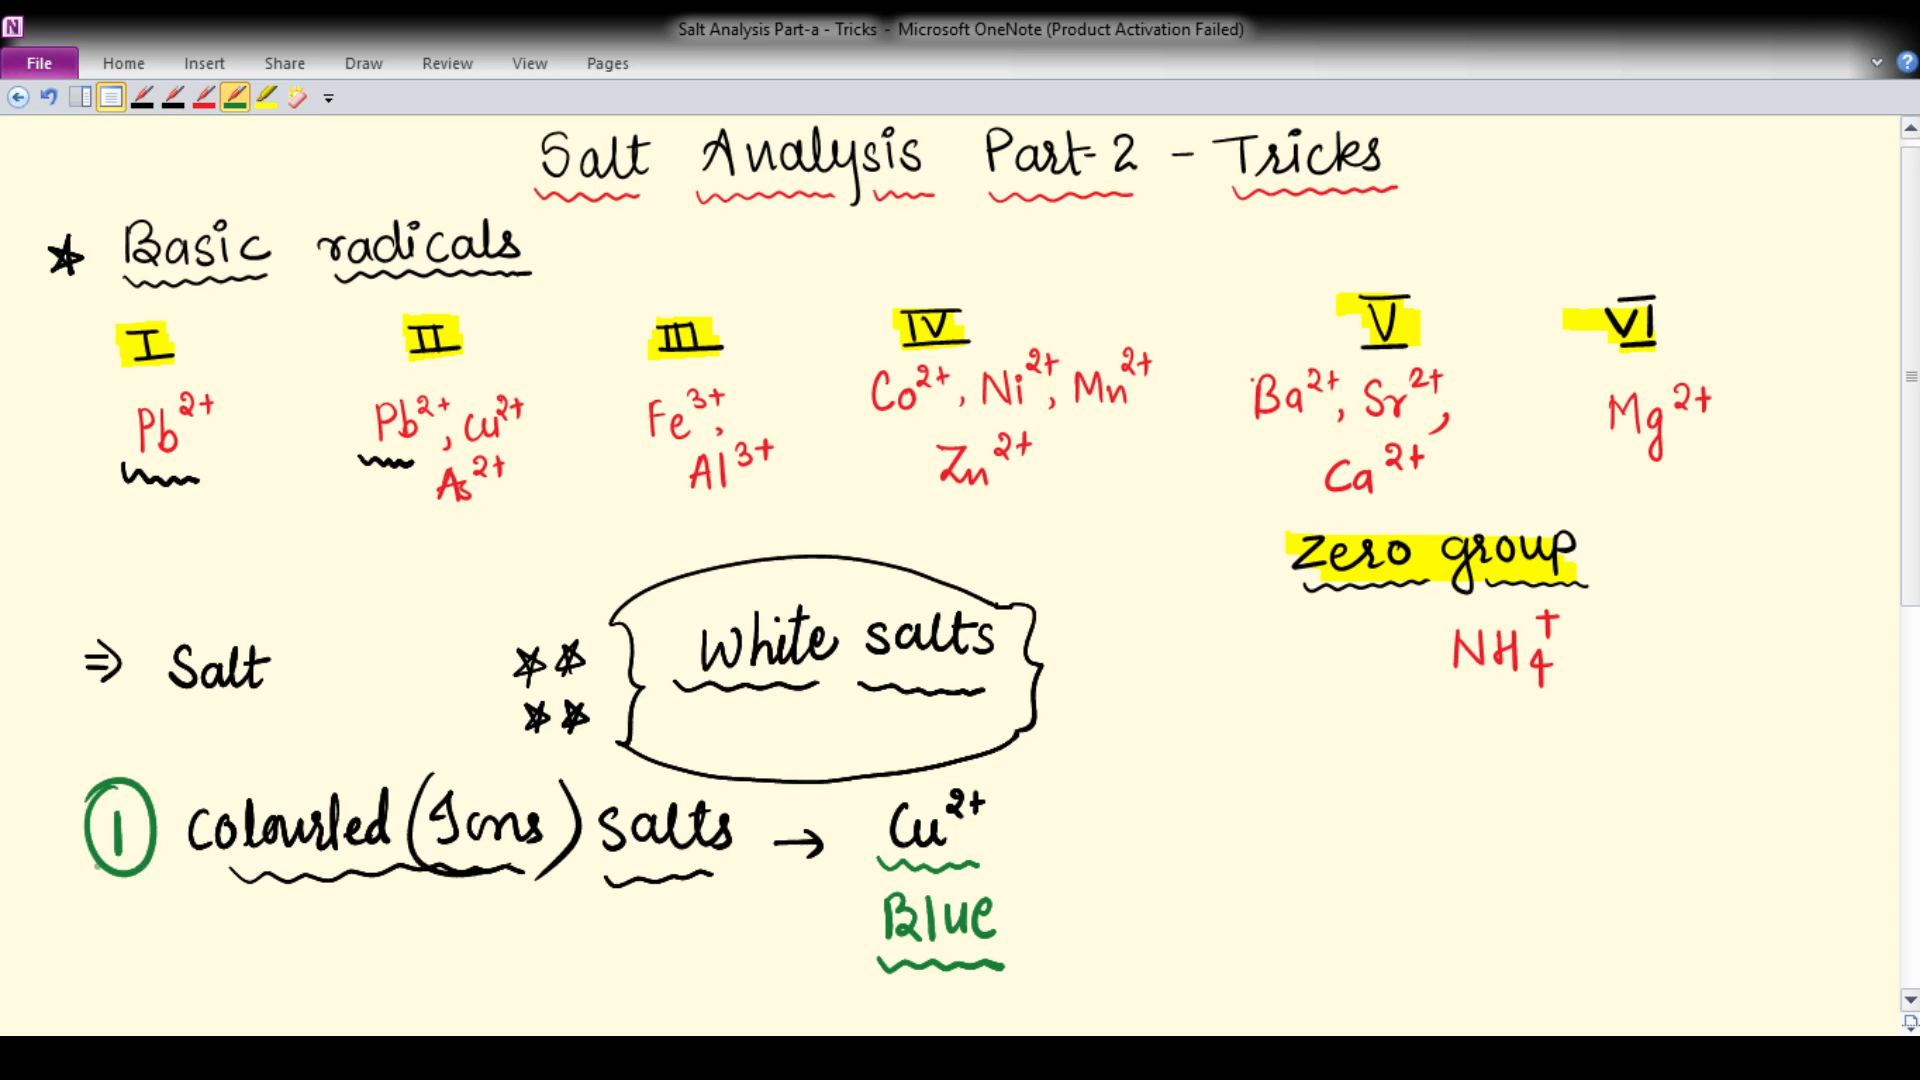 Salt Analysis Part-a - Tricks - Microsoft OneNote (Product Activation Failed)
File Home Insert Share Draw Review View Pages
Salt Analysis Part-2 - Tricks
★ Basic radicals
I II III IV V VI
Pb²⁺
Pb²⁺, Cu²⁺
As²⁺
Fe³⁺,
Al³⁺
Co²⁺, Ni²⁺, Mn²⁺
Zn²⁺
Ba²⁺, Sr²⁺,
Ca²⁺
Mg²⁺
Zero group
NH₄⁺
⇒ Salt
White salts
① Coloured (Ions) salts → Cu²⁺
Blue